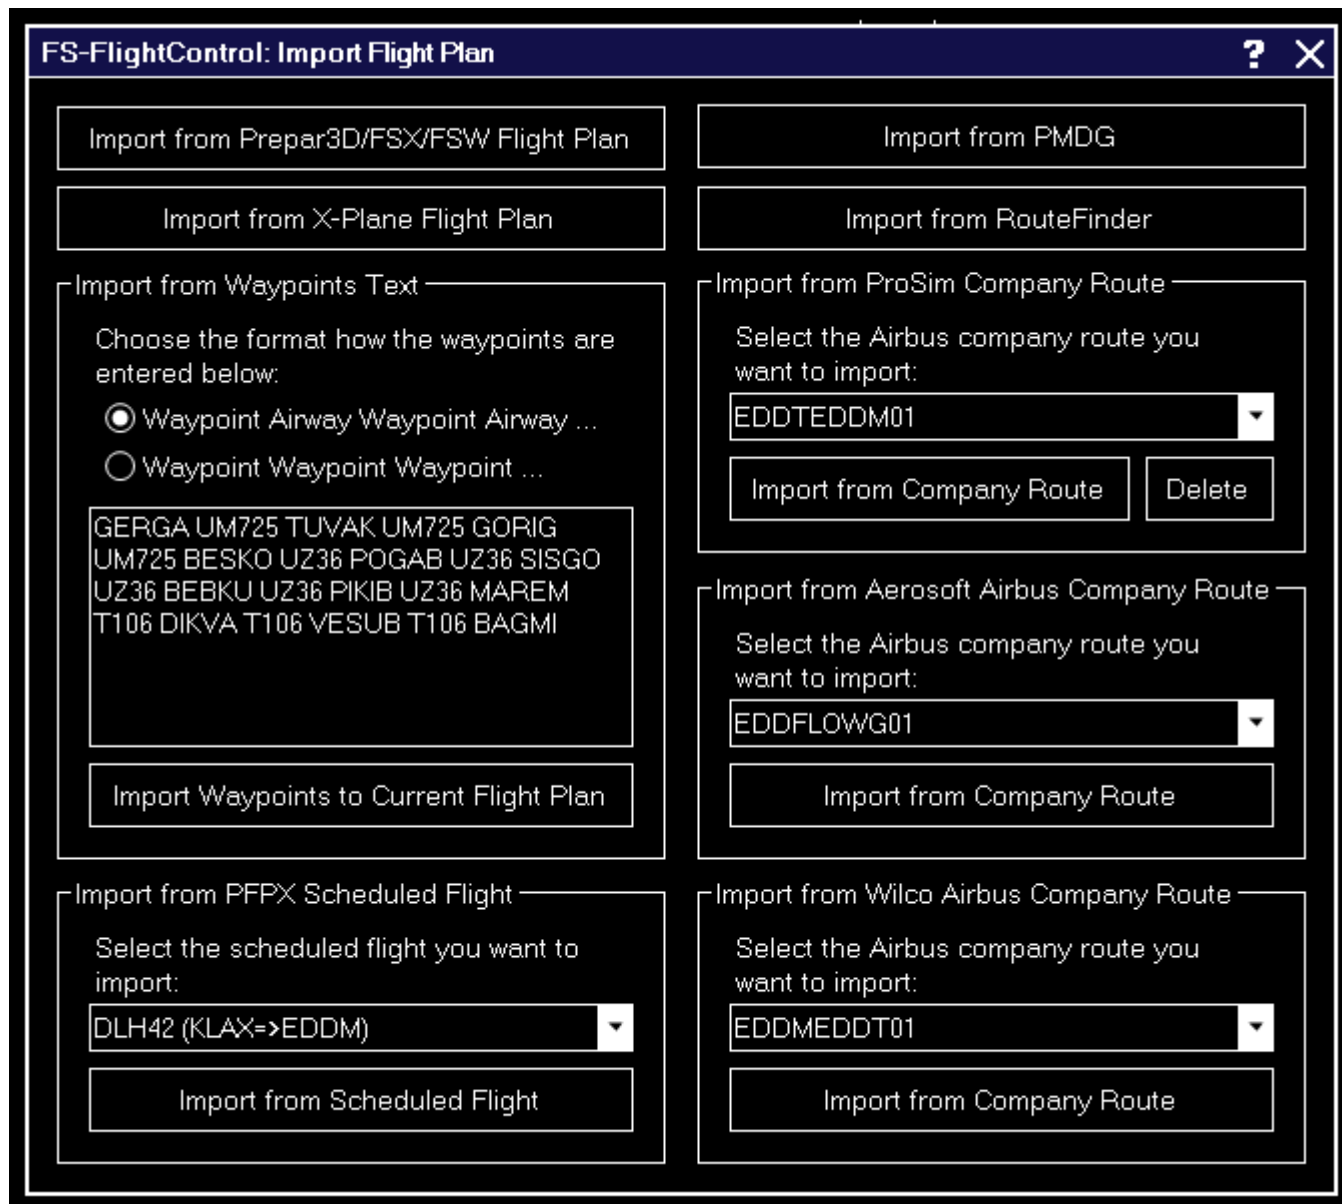 FS-FlightControl: Import Flight Plan
?
Import from Prepar3D/FSX/FSW Flight Plan
Import from X-Plane Flight Plan
Import from Waypoints Text
Choose the format how the waypoints are
entered below:
Waypoint Airway Waypoint Airway ...
Waypoint Waypoint Waypoint ...
GERGA UM725 TUVAK UM725 GORIG
UM725 BESKO UZ36 POGAB UZ36 SISGO
UZ36 BEBKU UZ36 PIKIB UZ36 MAREM
T106 DIKVA T106 VESUB T106 BAGMI
Import Waypoints to Current Flight Plan
Import from PFPX Scheduled Flight
Select the scheduled flight you want to
import:
DLH42 (KLAX=>EDDM)
Import from Scheduled Flight
Import from PMDG
Import from RouteFinder
Import from ProSim Company Route
Select the Airbus company route you
want to import:
EDDTEDDM01
Import from Company Route
Delete
Import from Aerosoft Airbus Company Route
Select the Airbus company route you
want to import:
EDDFLOWG01
Import from Company Route
Import from Wilco Airbus Company Route
Select the Airbus company route you
want to import:
EDDMEDDT01
Import from Company Route